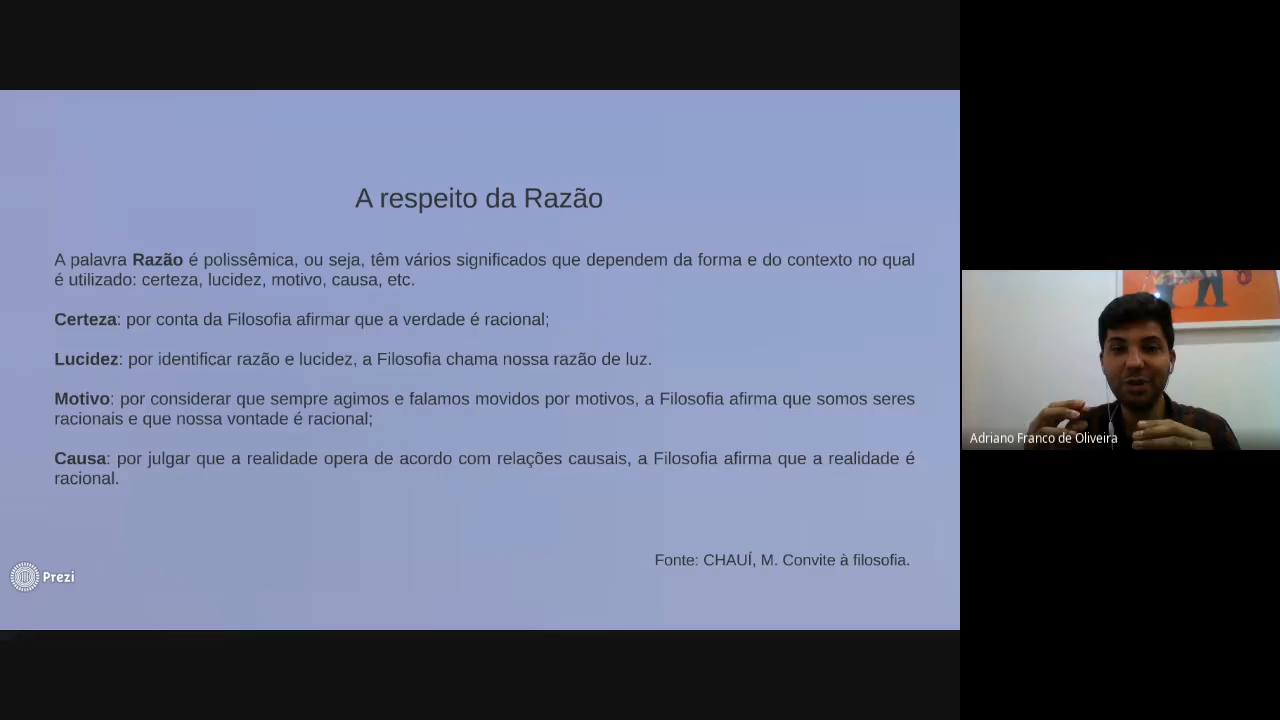 A respeito da Razão
A palavra Razão é polissêmica, ou seja, têm vários significados que dependem da forma e do contexto no qual
é utilizado: certeza, lucidez, motivo, causa, etc.
Certeza: por conta da Filosofia afirmar que a verdade é racional;
Lucidez: por identificar razão e lucidez, a Filosofia chama nossa razão de luz.
Motivo: por considerar que sempre agimos e falamos movidos por motivos, a Filosofia afirma que somos seres
racionais e que nossa vontade é racional;
Causa: por julgar que a realidade opera de acordo com relações causais, a Filosofia afirma que a realidade é
racional.
Fonte: CHAUÍ, M. Convite à filosofia.
Prezi
Adriano Franco de Oliveira